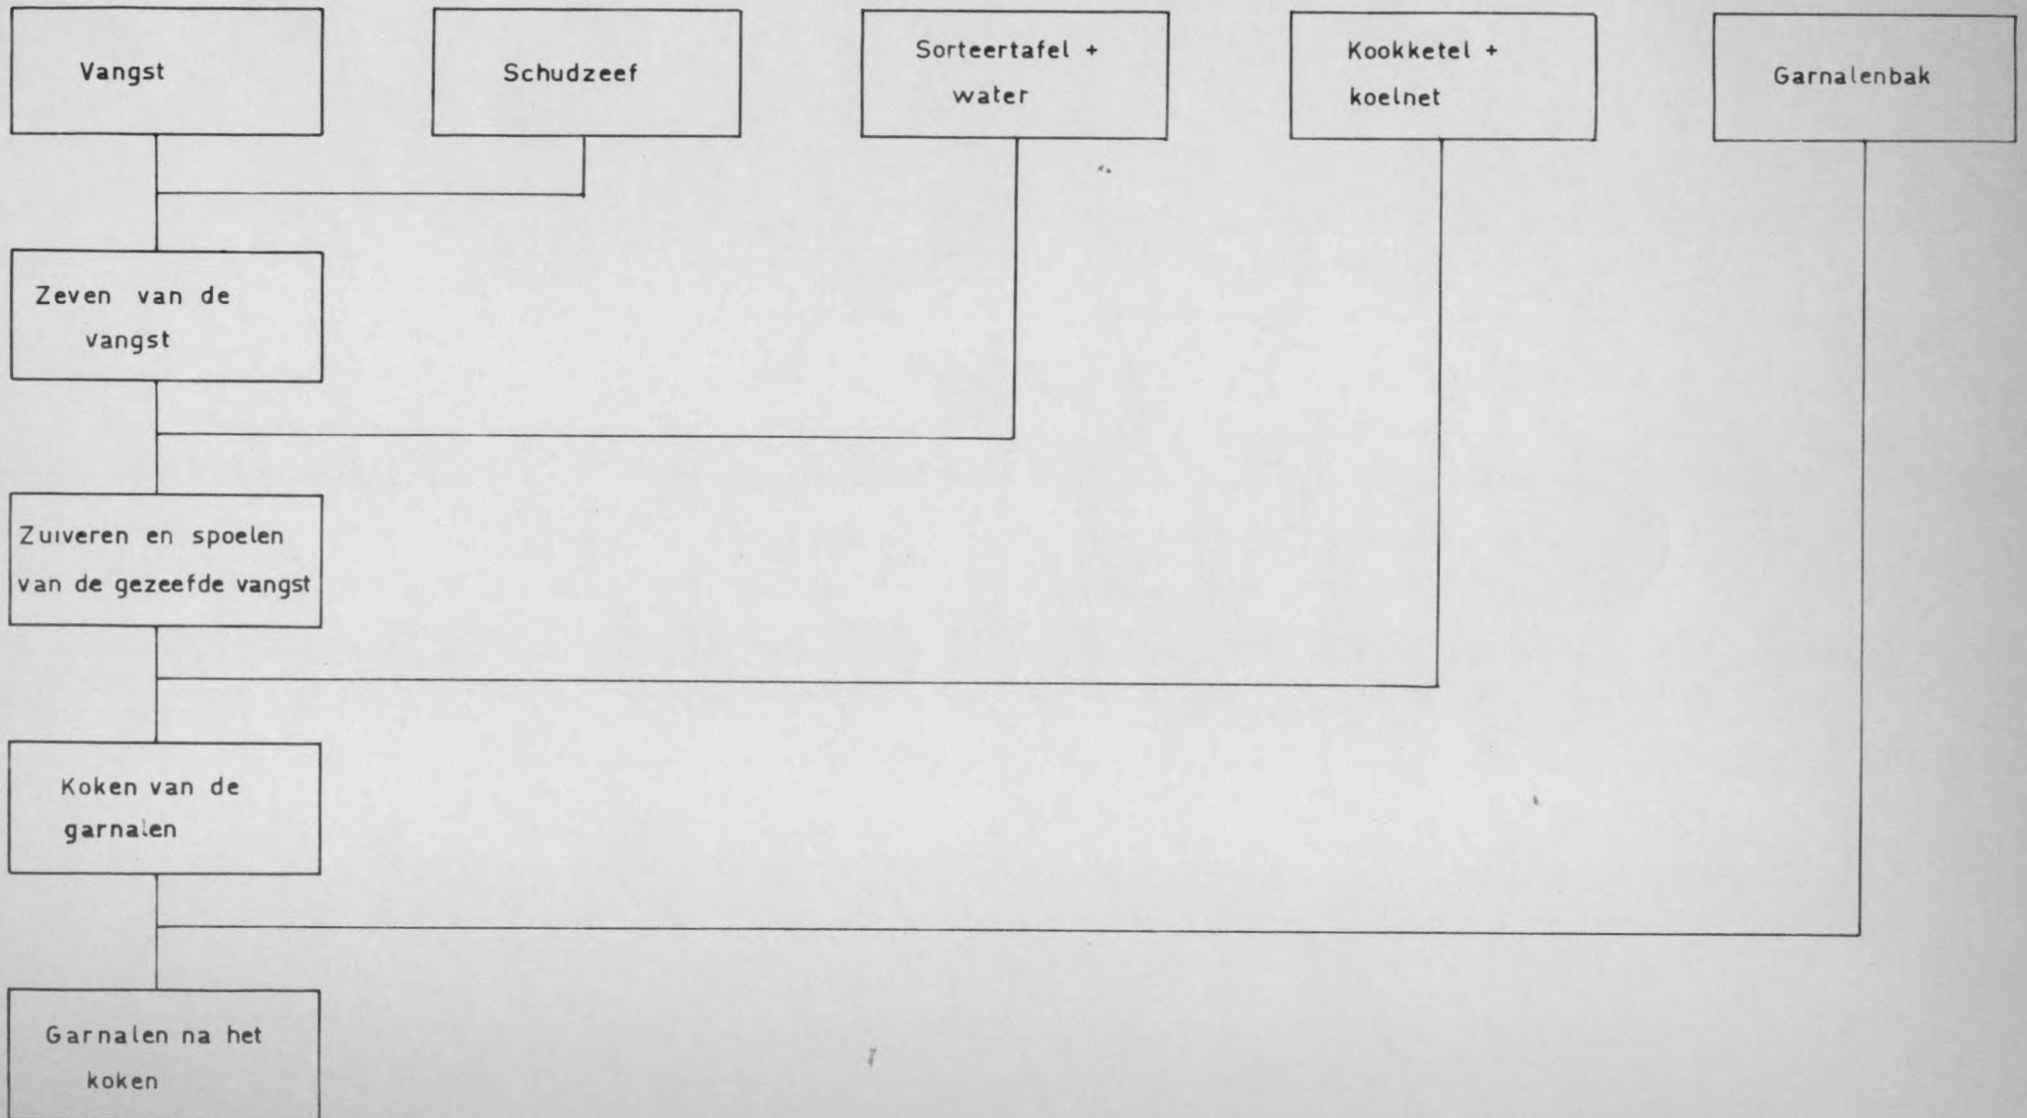 Vangst
Schudzeef
Sorteertafel +
water
Kookketel +
koelnet
Garnalenbak
Zeven van de
vangst
Zuiveren en spoelen
van de gezeefde vangst
Koken van de
garnalen
Garnalen na het
koken